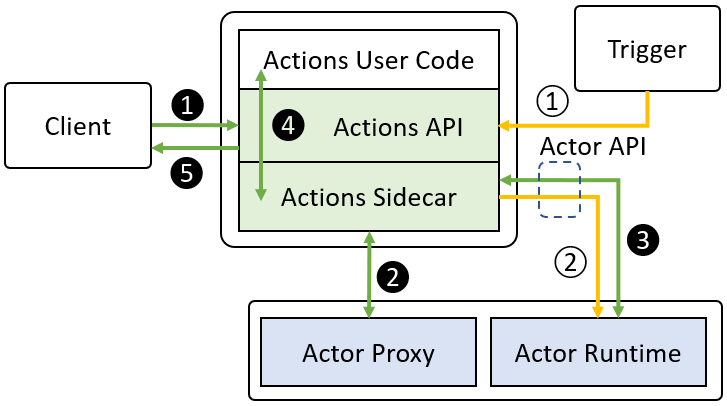 Actions User Code
Trigger
Client
❶
①
❹
Actions API
Actor API
❺
Actions Sidecar
❸
②
❷
Actor Proxy
Actor Runtime